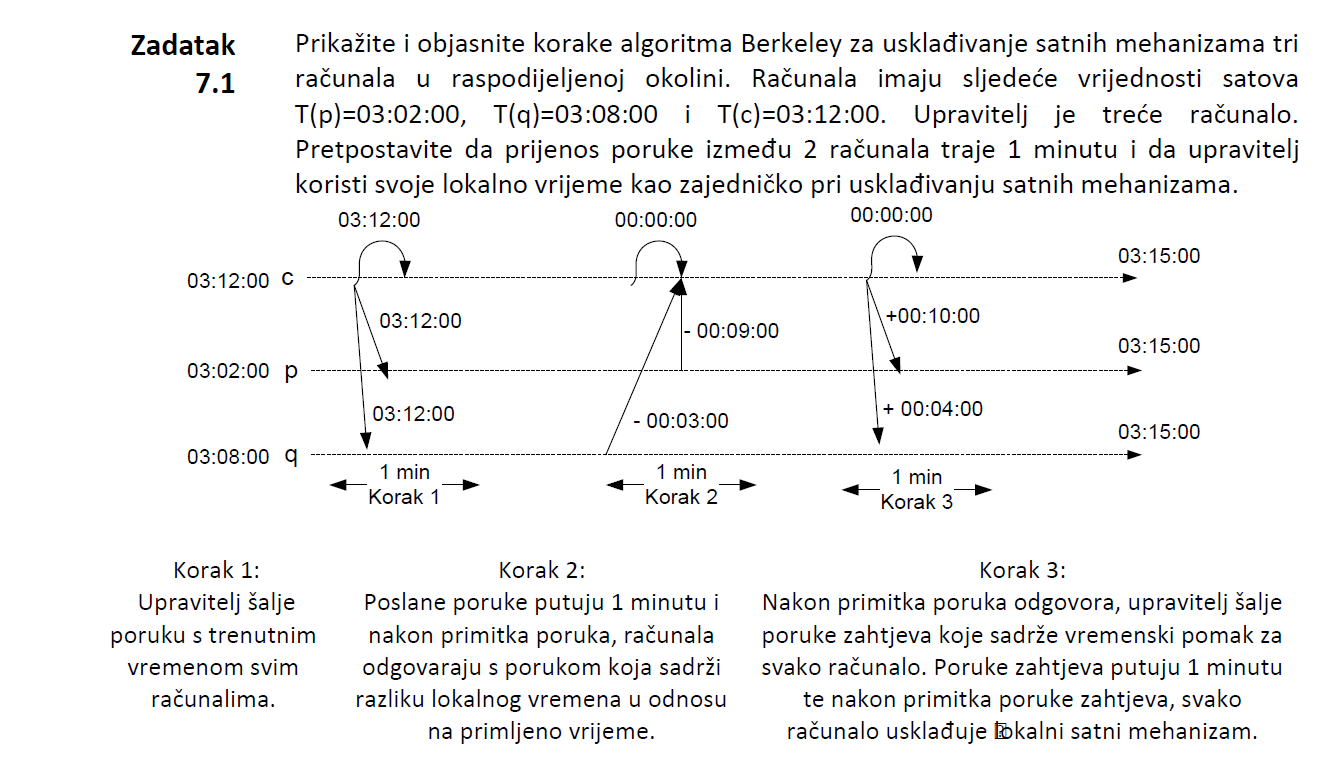 Zadatak
7.1
Prikažite i objasnite korake algoritma Berkeley za usklađivanje satnih mehanizama tri
računala u raspodijeljenoj okolini. Računala imaju sljedeće vrijednosti satova
T(p)=03:02:00, T(q)=03:08:00 i T(c)=03:12:00. Upravitelj je treće računalo.
Pretpostavite da prijenos poruke između 2 računala traje 1 minutu i da upravitelj
koristi svoje lokalno vrijeme kao zajedničko pri usklađivanju satnih mehanizama.
03:12:00
00:00:00
00:00:00
03:12:00 c
03:15:00
03:12:00
- 00:09:00
+00:10:00
03:02:00 p
03:15:00
03:12:00
- 00:03:00
+ 00:04:00
03:08:00 q
03:15:00
1 min
Korak 1
1 min
Korak 2
1 min
Korak 3
Korak 1:
Upravitelj šalje
poruku s trenutnim
vremenom svim
računalima.
Korak 2:
Poslane poruke putuju 1 minutu i
nakon primitka poruka, računala
odgovaraju s porukom koja sadrži
razliku lokalnog vremena u odnosu
na primljeno vrijeme.
Korak 3:
Nakon primitka poruka odgovora, upravitelj šalje
poruke zahtjeva koje sadrže vremenski pomak za
svako računalo. Poruke zahtjeva putuju 1 minutu
te nakon primitka poruke zahtjeva, svako
računalo usklađuje lokalni satni mehanizam.